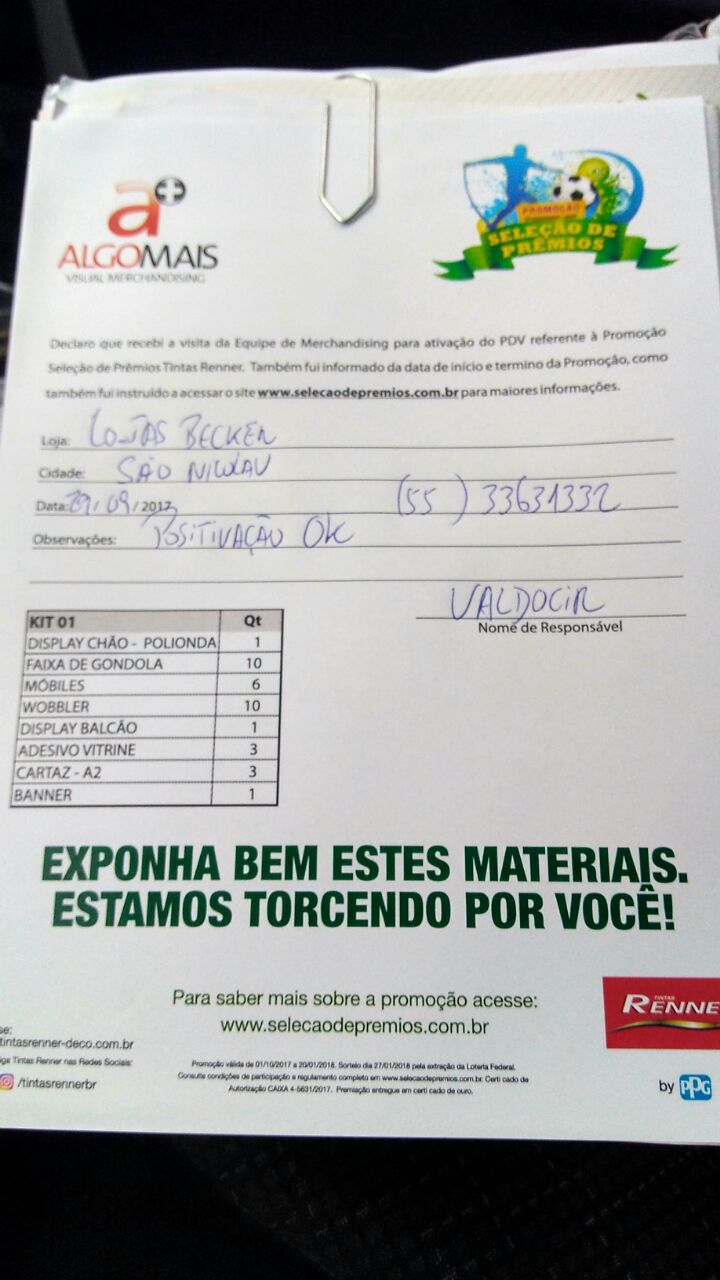 a+
ALGOMAIS
VISUAL MERCHANDISING
PROMOÇÃO
SELEÇÃO DE
PRÊMIOS
Declaro que recebi a visita da Equipe de Merchandising para ativação do PDV referente à Promoção
Seleção de Prêmios Tintas Renner. Também fui informado da data de início e termino da Promoção, como
também fui instruído a acessar o site www.selecaodepremios.com.br para maiores informações.
Loja: LOJAS BECKER
Cidade: SÃO NICOLAU
Data: 29/09/2017 (55) 33631332
Observações: POSITIVAÇÃO OK
VALDOCIR
Nome de Responsável
KIT 01 Qt
DISPLAY CHÃO - POLIONDA 1
FAIXA DE GONDOLA 10
MÓBILES 6
WOBBLER 10
DISPLAY BALCÃO 1
ADESIVO VITRINE 3
CARTAZ - A2 3
BANNER 1
EXPONHA BEM ESTES MATERIAIS.
ESTAMOS TORCENDO POR VOCÊ!
Para saber mais sobre a promoção acesse:
www.selecaodepremios.com.br
TINTAS
RENNE
se:
tintasrenner-deco.com.br
iga Tintas Renner nas Redes Sociais:
/tintasrennerbr
Promoção válida de 01/10/2017 a 20/01/2018. Sorteio dia 27/01/2018 pela extração da Loteria Federal.
Consulte condições de participação e regulamento completo em www.selecaodepremios.com.br. Certi cado de
Autorização CAIXA 4-5631/2017. Premiação entregue em certi cado de ouro.
by PPG